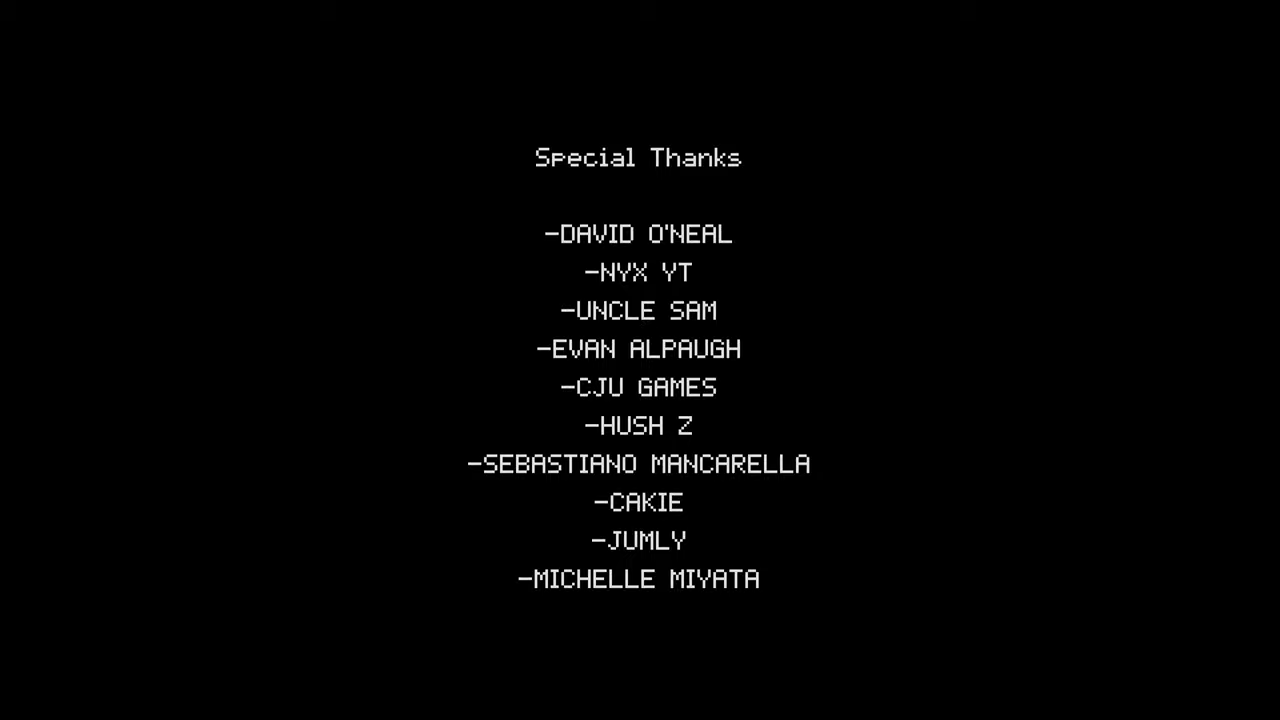 Special Thanks
-DAVID O'NEAL
-NYX YT
-UNCLE SAM
-EVAN ALPAUGH
-CJU GAMES
-HUSH Z
-SEBASTIANO MANCARELLA
-CAKIE
-JUMLY
-MICHELLE MIYATA